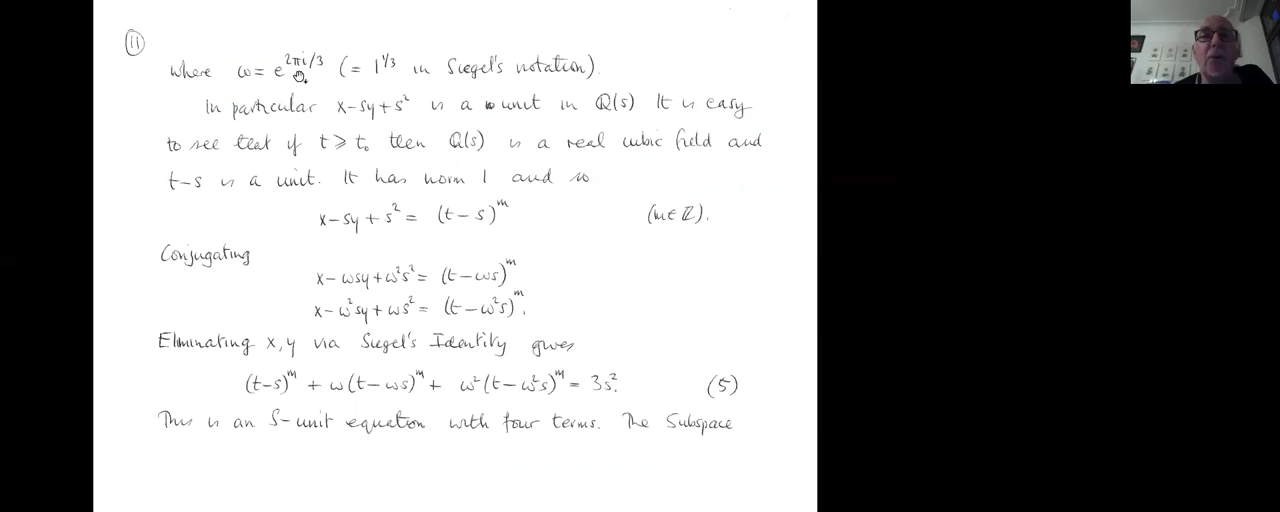 11
where ω = e^{2πi/3} (= 1^{1/3} in Siegel's notation).
In particular x-sy+s² is a unit in Q(s) It is easy
to see that if t ≥ t₀ then Q(s) is a real cubic field and
t-s is a unit. It has norm 1 and so
x-sy+s² = (t-s)^m (m∈ℤ).
Conjugating
x-ωsy+ω²s² = (t-ωs)^m
x-ω²sy+ωs² = (t-ω²s)^m.
Eliminating x,y via Siegel's Identity gives
(t-s)^m + ω(t-ωs)^m + ω²(t-ω²s)^m = 3s². (5)
This is an S-unit equation with four terms. The Subspace